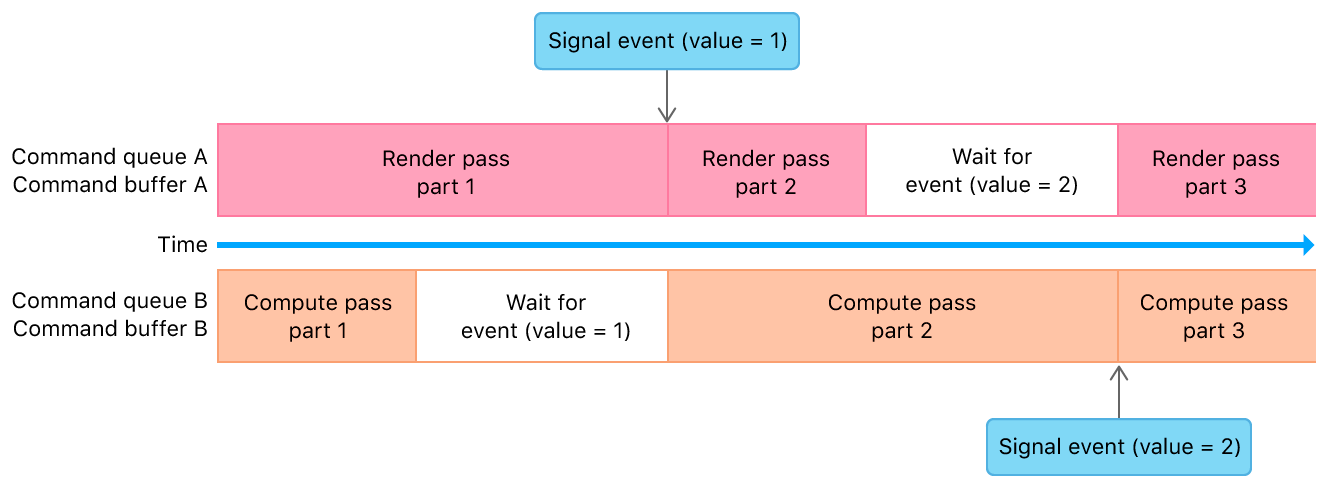 Signal event (value = 1)
Command queue A
Command buffer A
Render pass
part 1
Render pass
part 2
Wait for
event (value = 2)
Render pass
part 3
Time
Command queue B
Command buffer B
Compute pass
part 1
Wait for
event (value = 1)
Compute pass
part 2
Compute pass
part 3
Signal event (value = 2)